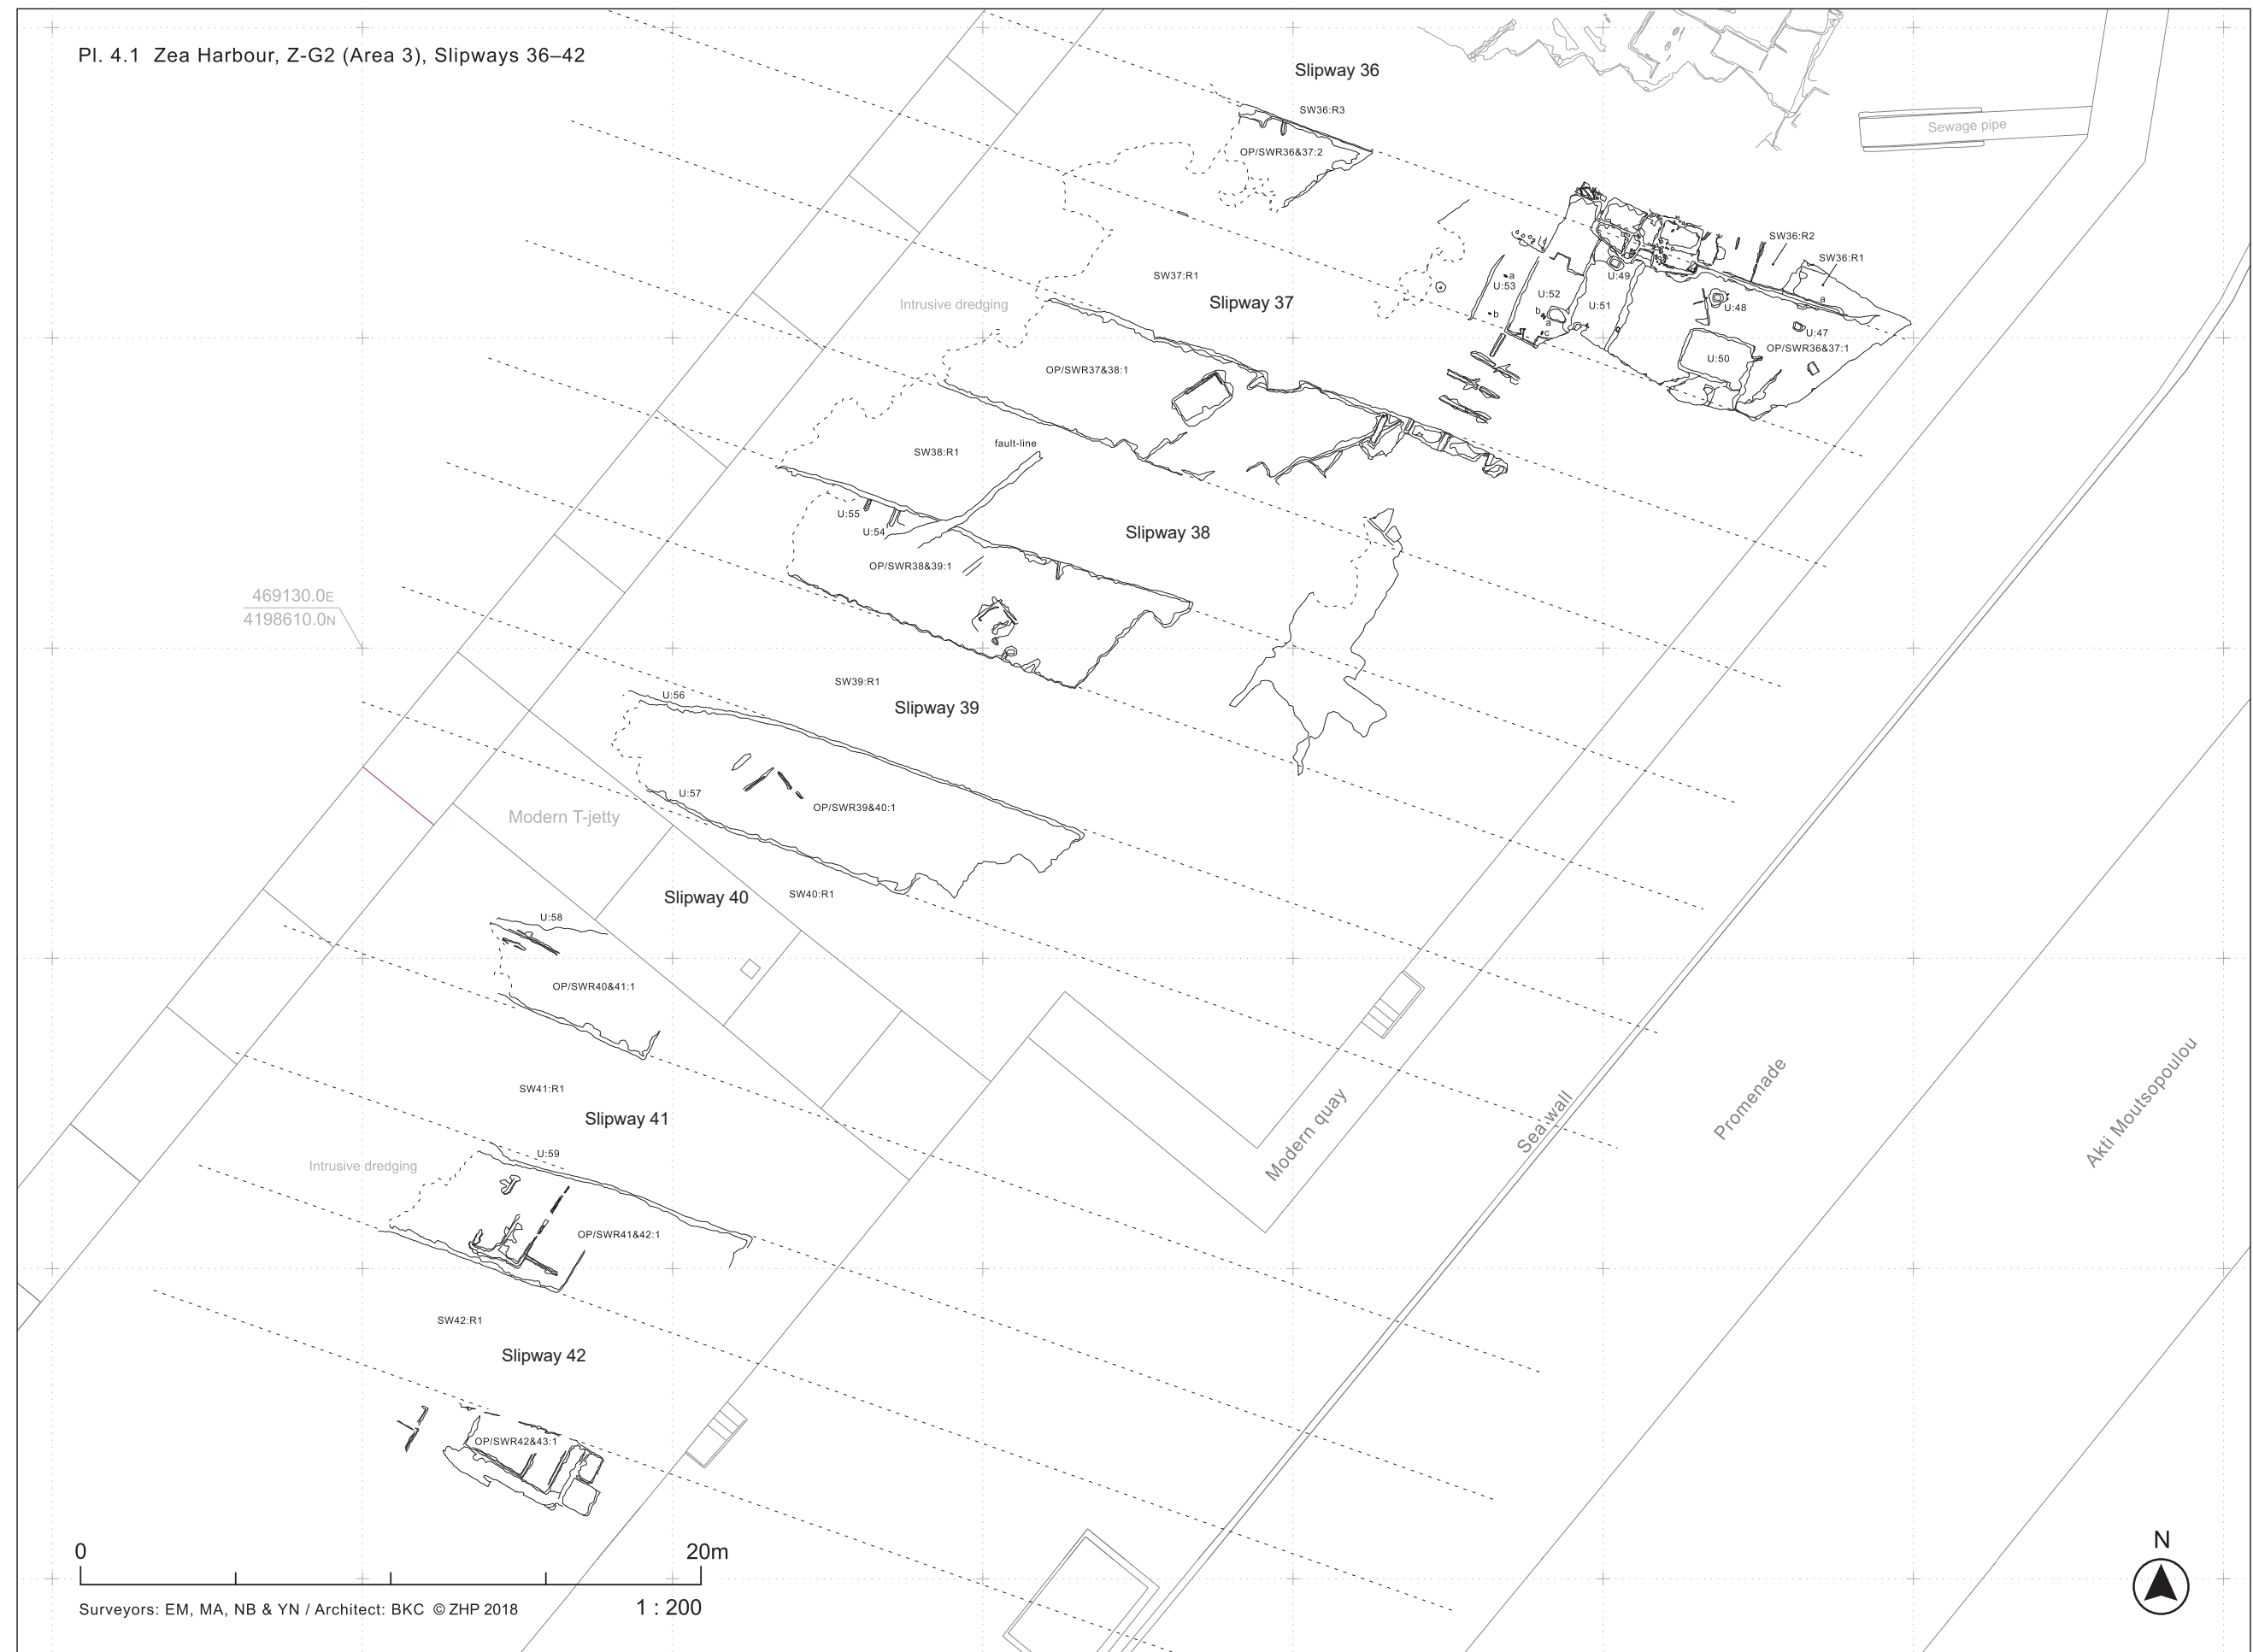 Pl. 4.1 Zea Harbour, Z-G2 (Area 3), Slipways 36–42
Slipway 36
SW36:R3
Sewage pipe
OP/SWR36&37:2
SW36:R2
SW36:R1
U:49
SW37:R1
a
U:53
U:52
a
Slipway 37
Intrusive dredging
U:51
U:48
b
b
a
c
U:47
OP/SWR36&37:1
U:50
OP/SWR37&38:1
fault-line
SW38:R1
U:55
U:54
Slipway 38
OP/SWR38&39:1
469130.0E
4198610.0N
SW39:R1
U:56
Slipway 39
U:57
OP/SWR39&40:1
Modern T-jetty
SW40:R1
Slipway 40
U:58
OP/SWR40&41:1
SW41:R1
Slipway 41
Modern quay
Sea wall
Promenade
Akti Moutsopoulou
U:59
Intrusive dredging
OP/SWR41&42:1
SW42:R1
Slipway 42
OP/SWR42&43:1
0 20m
N
Surveyors: EM, MA, NB & YN / Architect: BKC © ZHP 2018
1 : 200